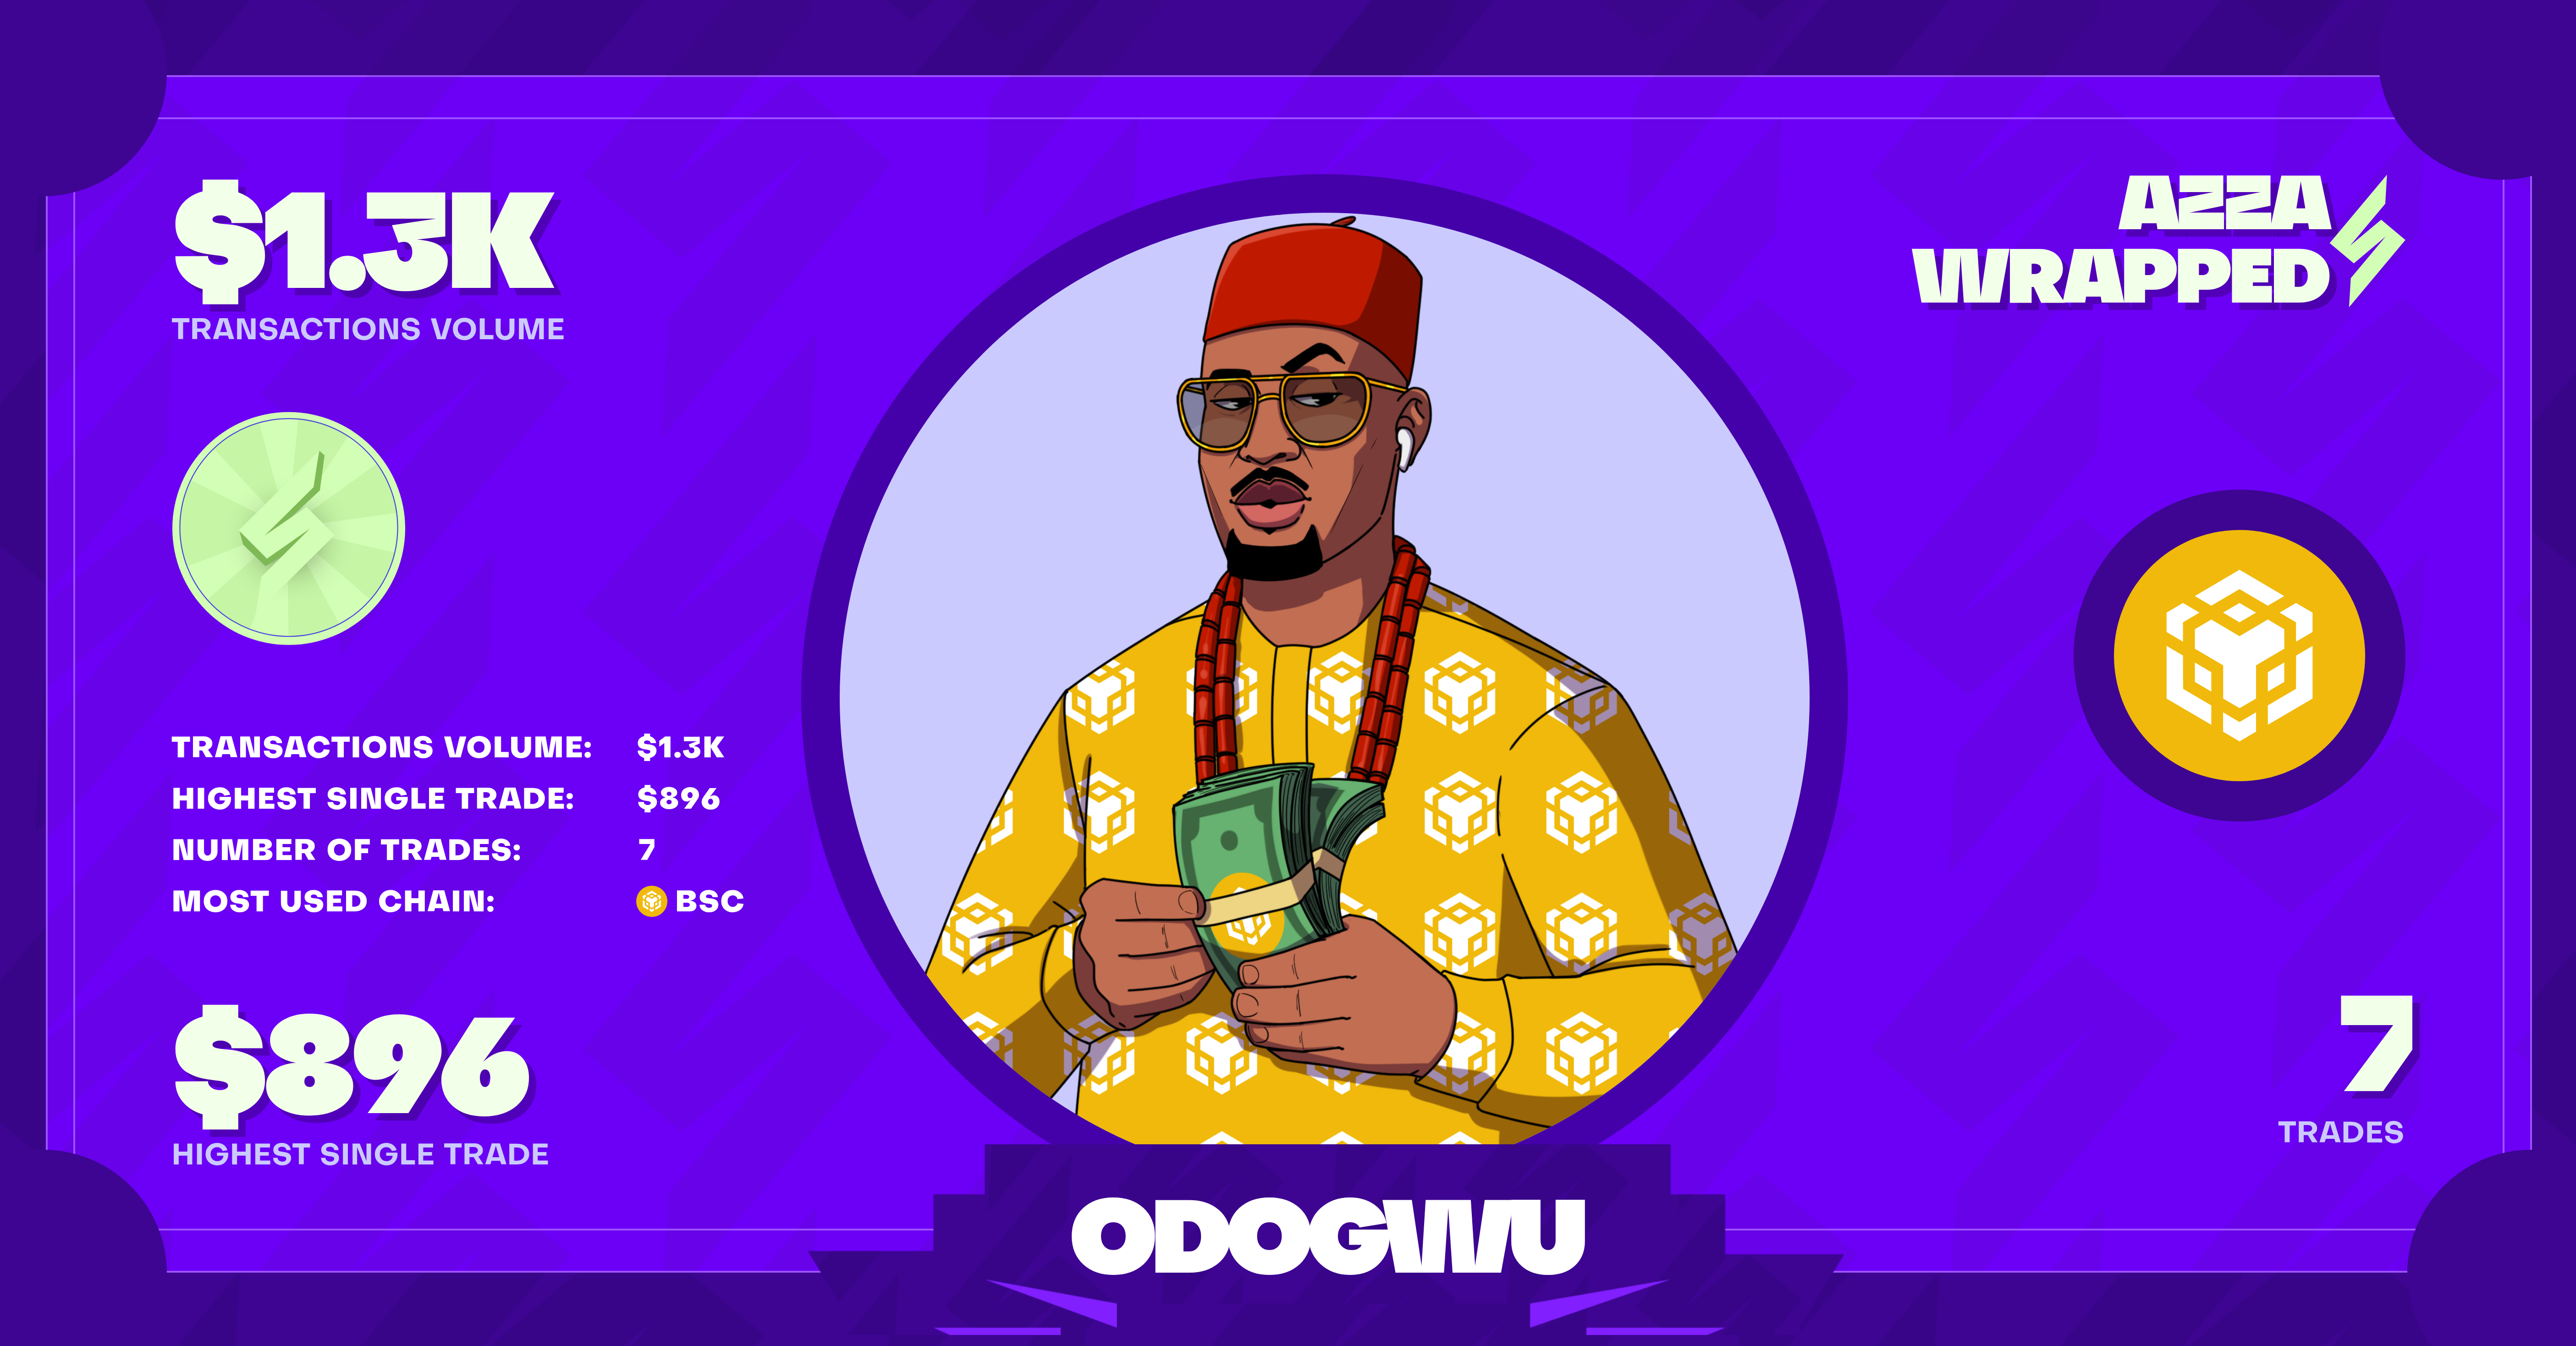 $1.3K
TRANSACTIONS VOLUME
AZZA
WRAPPED
TRANSACTIONS VOLUME: $1.3K
HIGHEST SINGLE TRADE: $896
NUMBER OF TRADES: 7
MOST USED CHAIN: BSC
$896
HIGHEST SINGLE TRADE
7
TRADES
ODOGWU